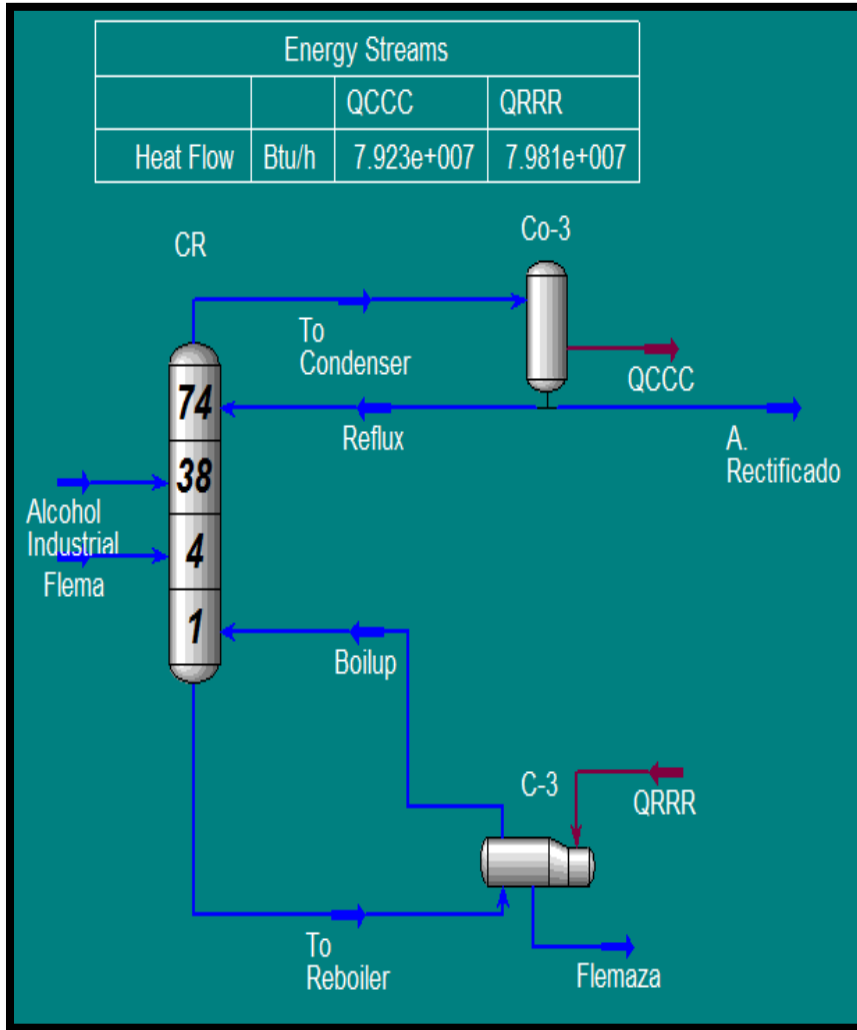 Energy Streams
QCCC QRRR
Heat Flow Btu/h 7.923e+007 7.981e+007
Co-3
CR
To
Condenser
QCCC
74
Reflux
A.
Rectificado
38
Alcohol
Industrial
4
Flema
1
Boilup
C-3
QRRR
To
Reboiler
Flemaza